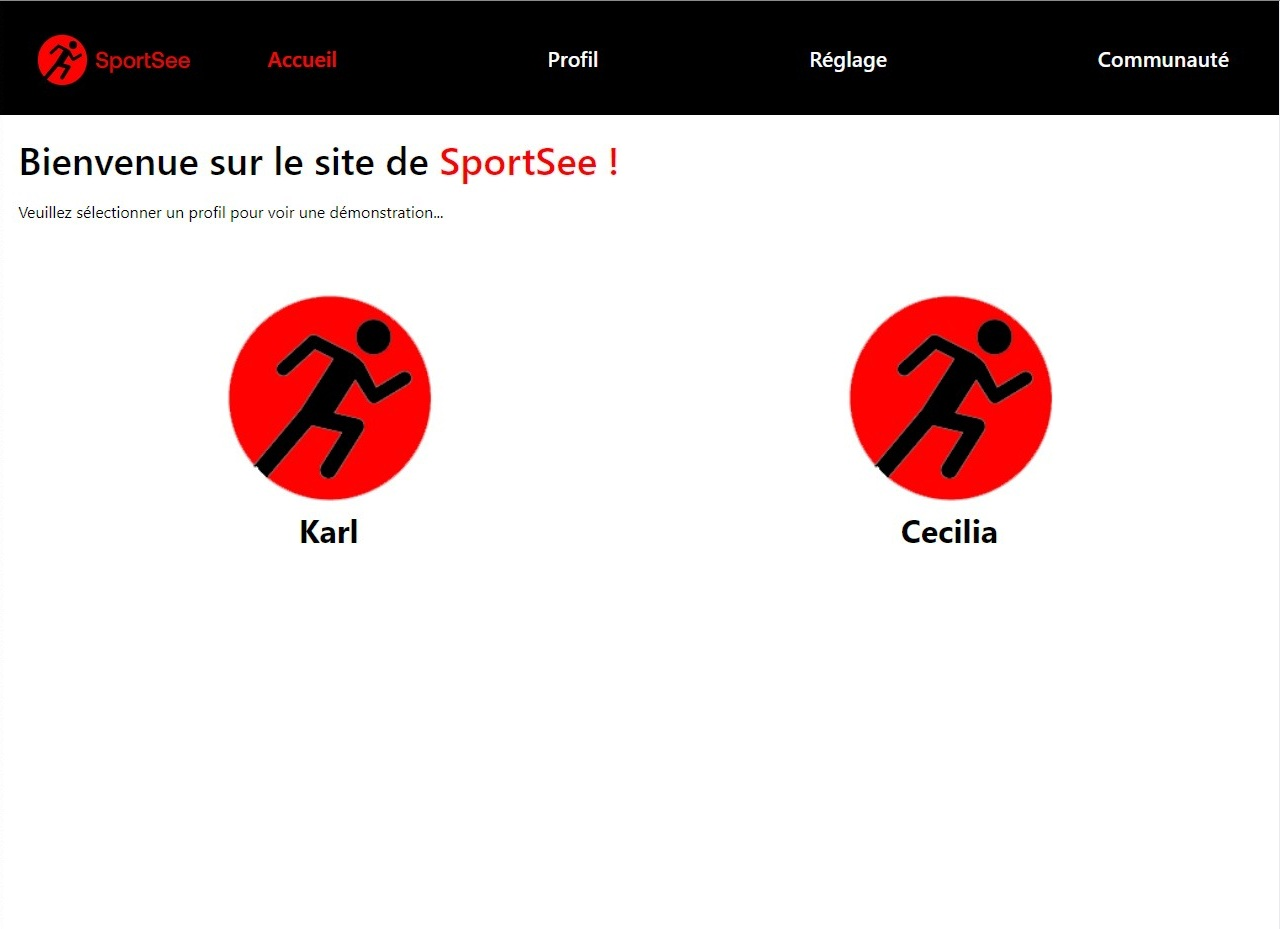 SportSee Accueil Profil Réglage Communauté
Bienvenue sur le site de SportSee !
Veuillez sélectionner un profil pour voir une démonstration...
Karl Cecilia